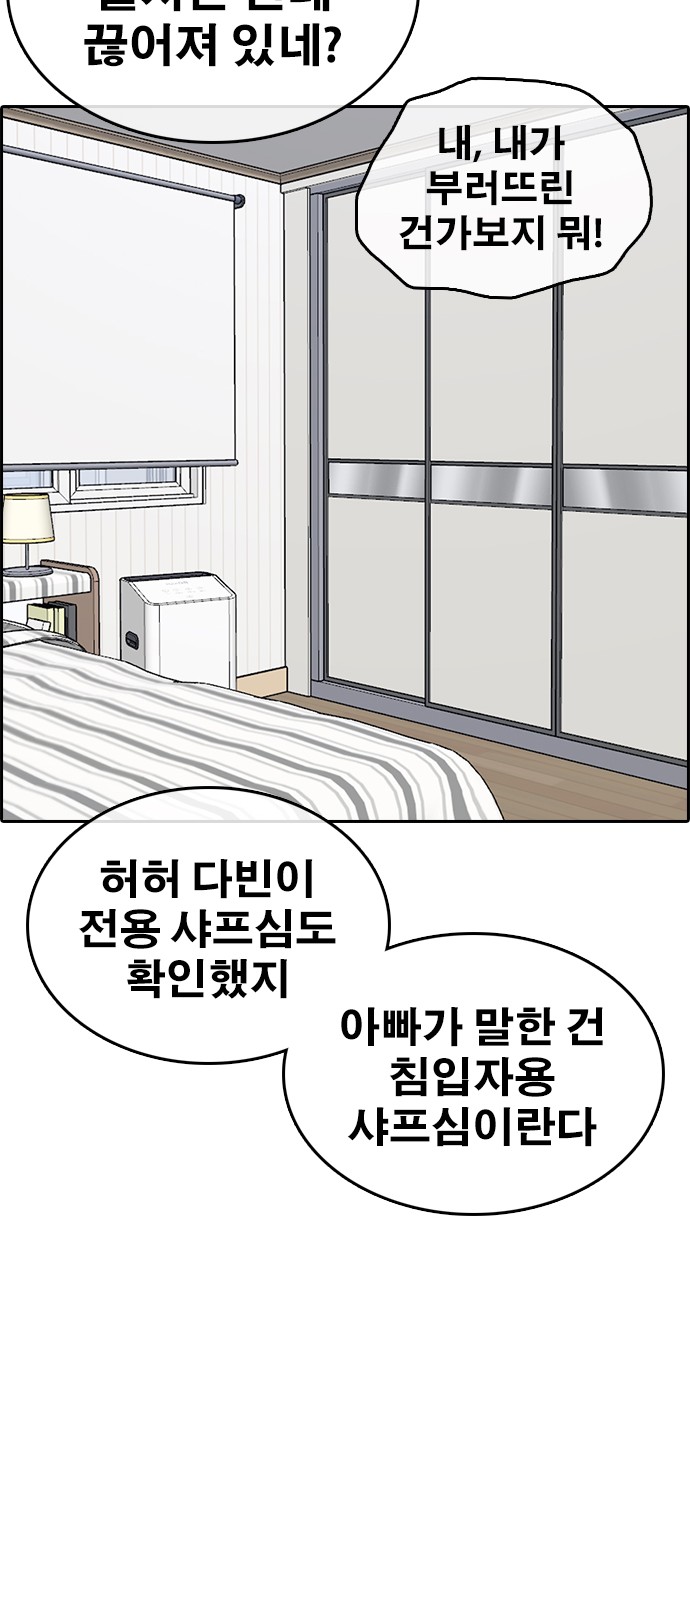 끊어져 있네?
내, 내가
부러뜨린
건가보지 뭐!
허허 다빈이
전용 샤프심도
확인했지
아빠가 말한 건
침입자용
샤프심이란다